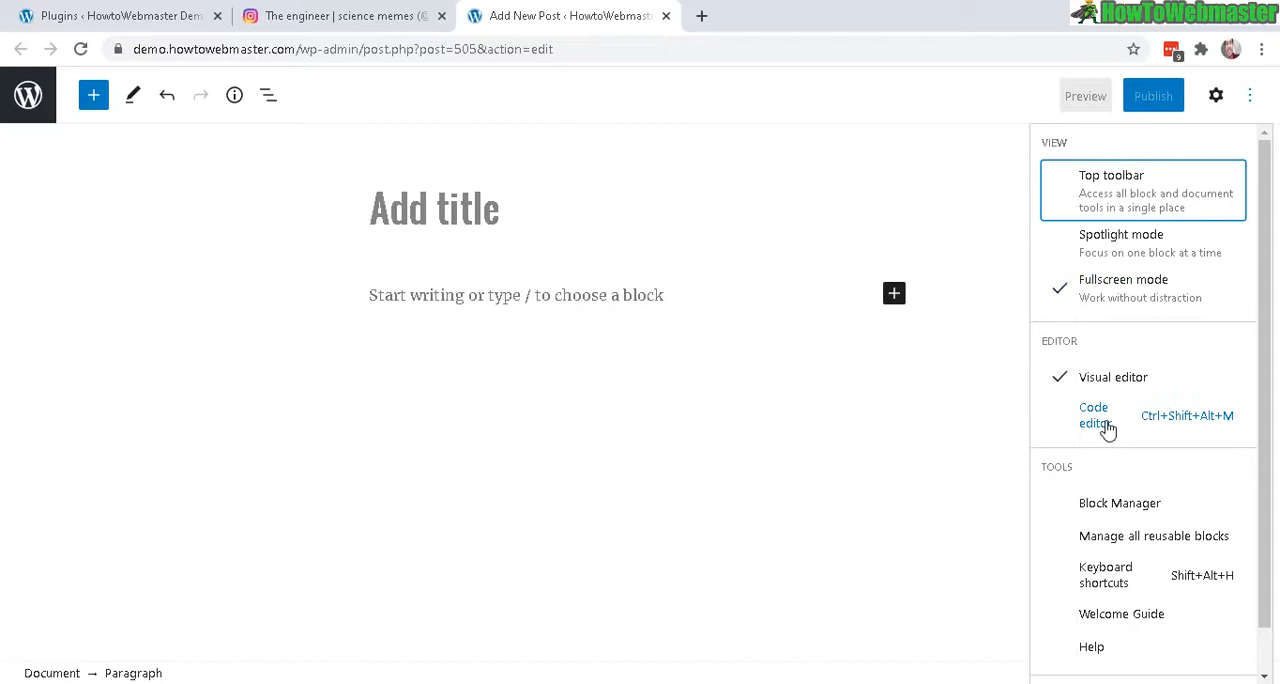 Plugins ‹ HowtoWebmaster Dem
The engineer | science memes (@
Add New Post ‹ HowtoWebmaste
HowToWebmaster
demo.howtowebmaster.com/wp-admin/post.php?post=505&action=edit
9
Preview
Publish
VIEW
Top toolbar
Access all block and document
tools in a single place
Spotlight mode
Focus on one block at a time
Fullscreen mode
Work without distraction
Add title
Start writing or type / to choose a block
EDITOR
Visual editor
Code
editor
Ctrl+Shift+Alt+M
TOOLS
Block Manager
Manage all reusable blocks
Keyboard
shortcuts
Shift+Alt+H
Welcome Guide
Help
Document → Paragraph